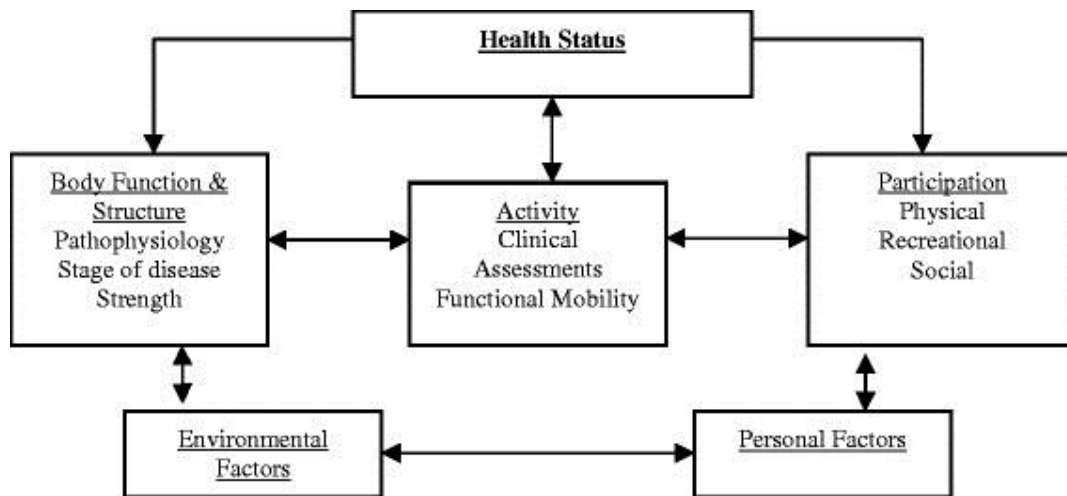 Health Status
Body Function &
Structure
Pathophysiology
Stage of disease
Strength
Activity
Clinical
Assessments
Functional Mobility
Participation
Physical
Recreational
Social
Environmental
Factors
Personal Factors